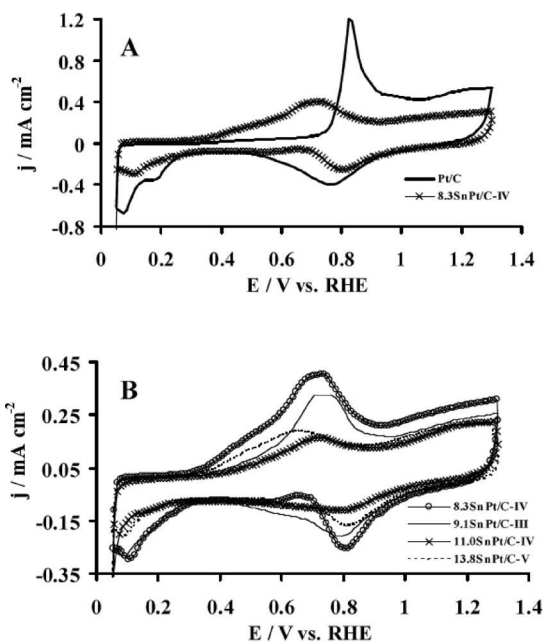 A
j / mA cm-2
1.2
0.8
0.4
0
-0.4
-0.8
Pt/C
8.3SnPt/C-IV
0 0.2 0.4 0.6 0.8 1 1.2 1.4
E / V vs. RHE
B
j / mA cm-2
0.45
0.25
0.05
-0.15
-0.35
8.3SnPt/C-IV
9.1SnPt/C-III
11.0SnPt/C-IV
13.8SnPt/C-V
0 0.2 0.4 0.6 0.8 1 1.2 1.4
E / V vs. RHE